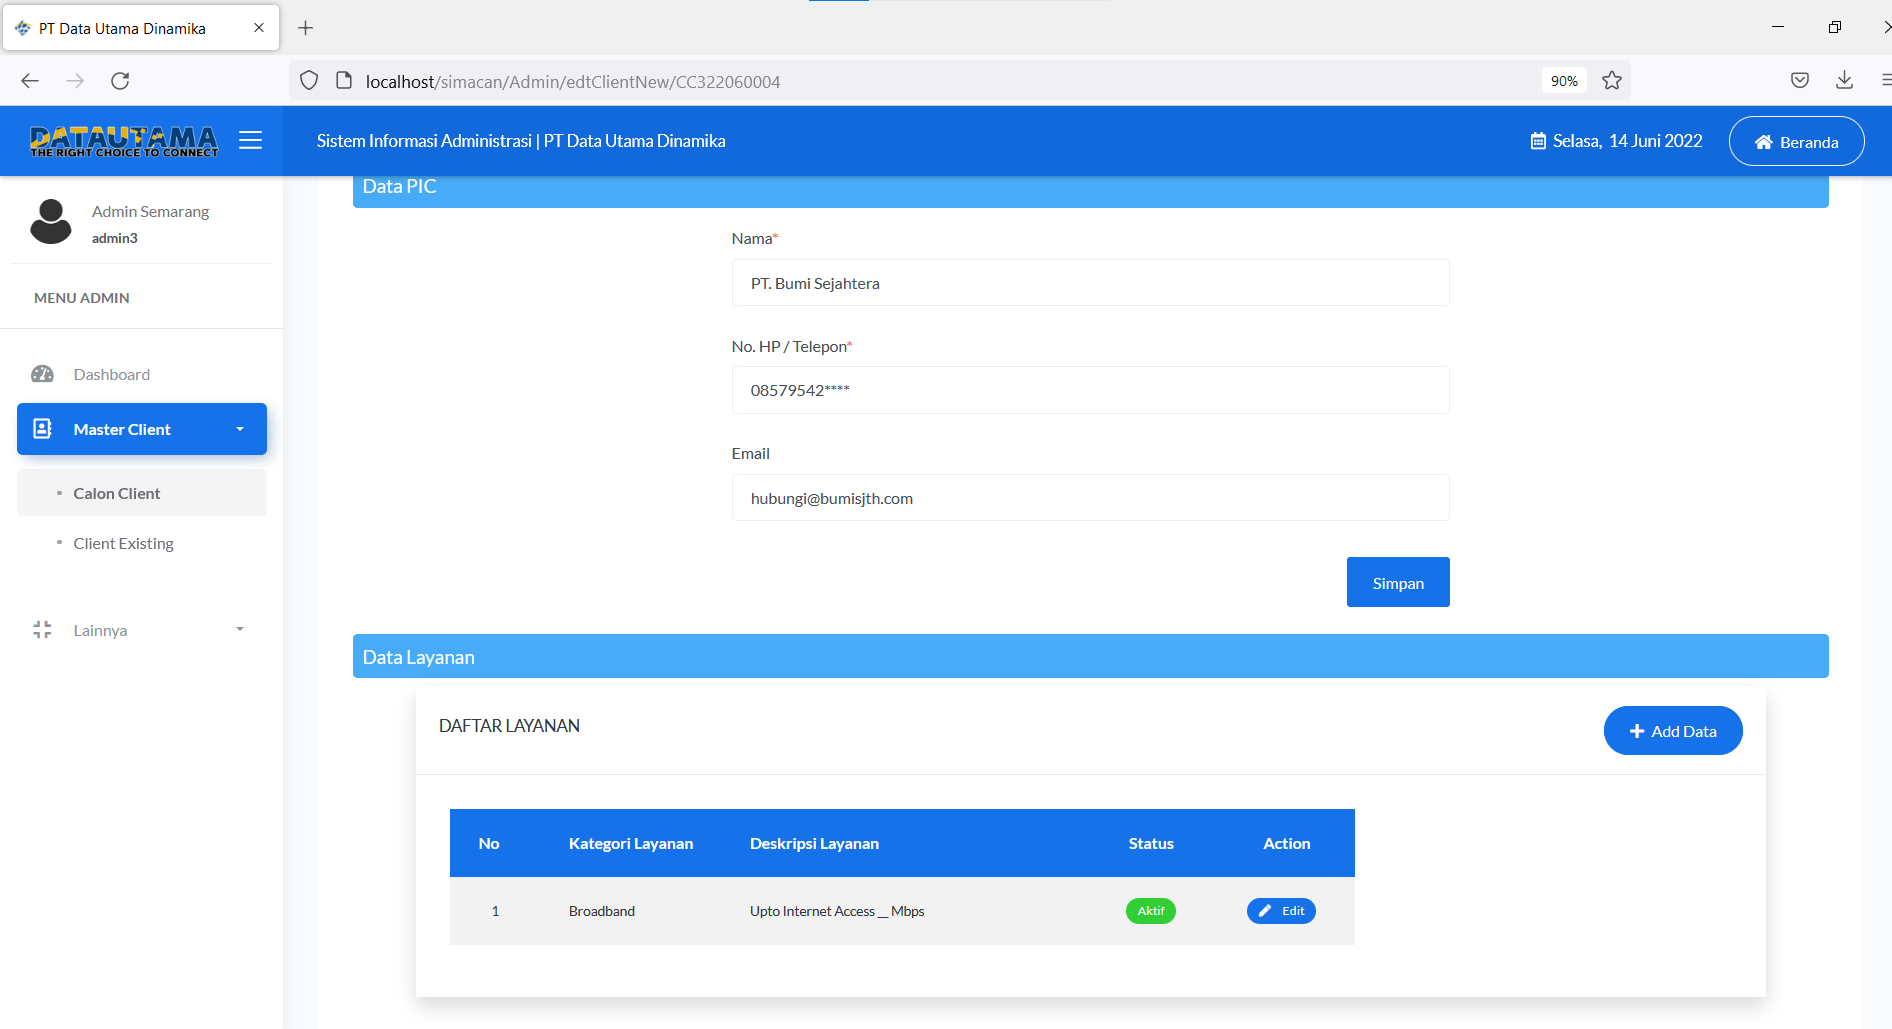 PT Data Utama Dinamika
localhost/simacan/Admin/edtClientNew/CC322060004
90%
DATAUTAMA
THE RIGHT CHOICE TO CONNECT
Sistem Informasi Administrasi | PT Data Utama Dinamika
Selasa, 14 Juni 2022
Beranda
Admin Semarang
admin3
MENU ADMIN
Dashboard
Master Client
Calon Client
Client Existing
Lainnya
Data PIC
Nama*
PT. Bumi Sejahtera
No. HP / Telepon*
08579542****
Email
hubungi@bumisjth.com
Simpan
Data Layanan
DAFTAR LAYANAN
Add Data
No Kategori Layanan Deskripsi Layanan Status Action
1 Broadband Upto Internet Access __ Mbps Aktif Edit